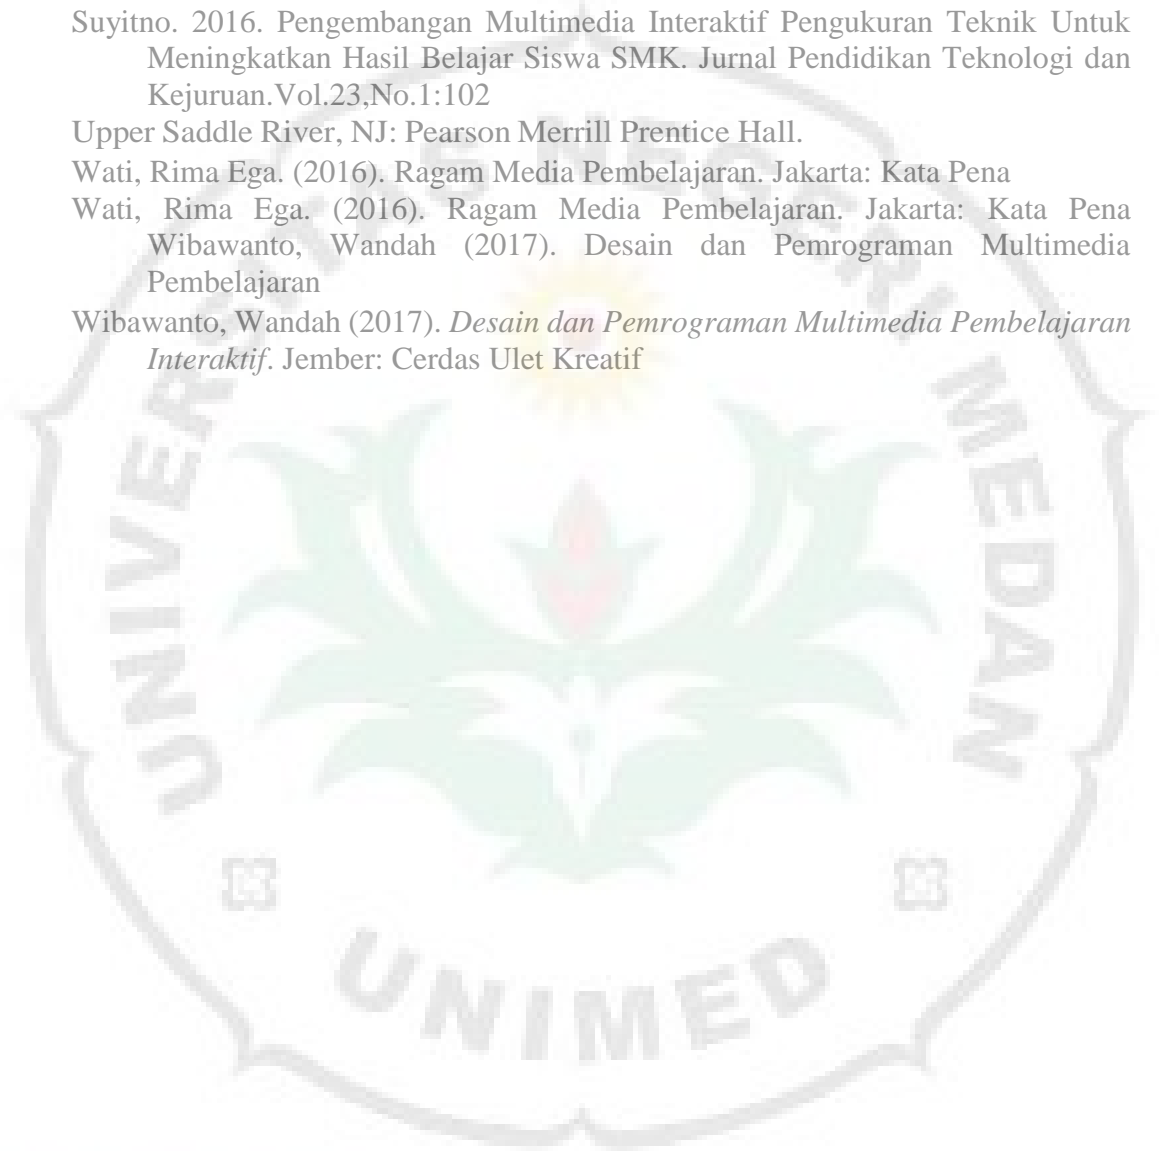 Suyitno. 2016. Pengembangan Multimedia Interaktif Pengukuran Teknik Untuk
Meningkatkan Hasil Belajar Siswa SMK. Jurnal Pendidikan Teknologi dan
Kejuruan.Vol.23,No.1:102
Upper Saddle River, NJ: Pearson Merrill Prentice Hall.
Wati, Rima Ega. (2016). Ragam Media Pembelajaran. Jakarta: Kata Pena
Wati, Rima Ega. (2016). Ragam Media Pembelajaran. Jakarta: Kata Pena
Wibawanto, Wandah (2017). Desain dan Pemrograman Multimedia
Pembelajaran
Wibawanto, Wandah (2017). Desain dan Pemrograman Multimedia Pembelajaran
Interaktif. Jember: Cerdas Ulet Kreatif
UNIVERSITAS NEGERI MEDAN
UNIMED